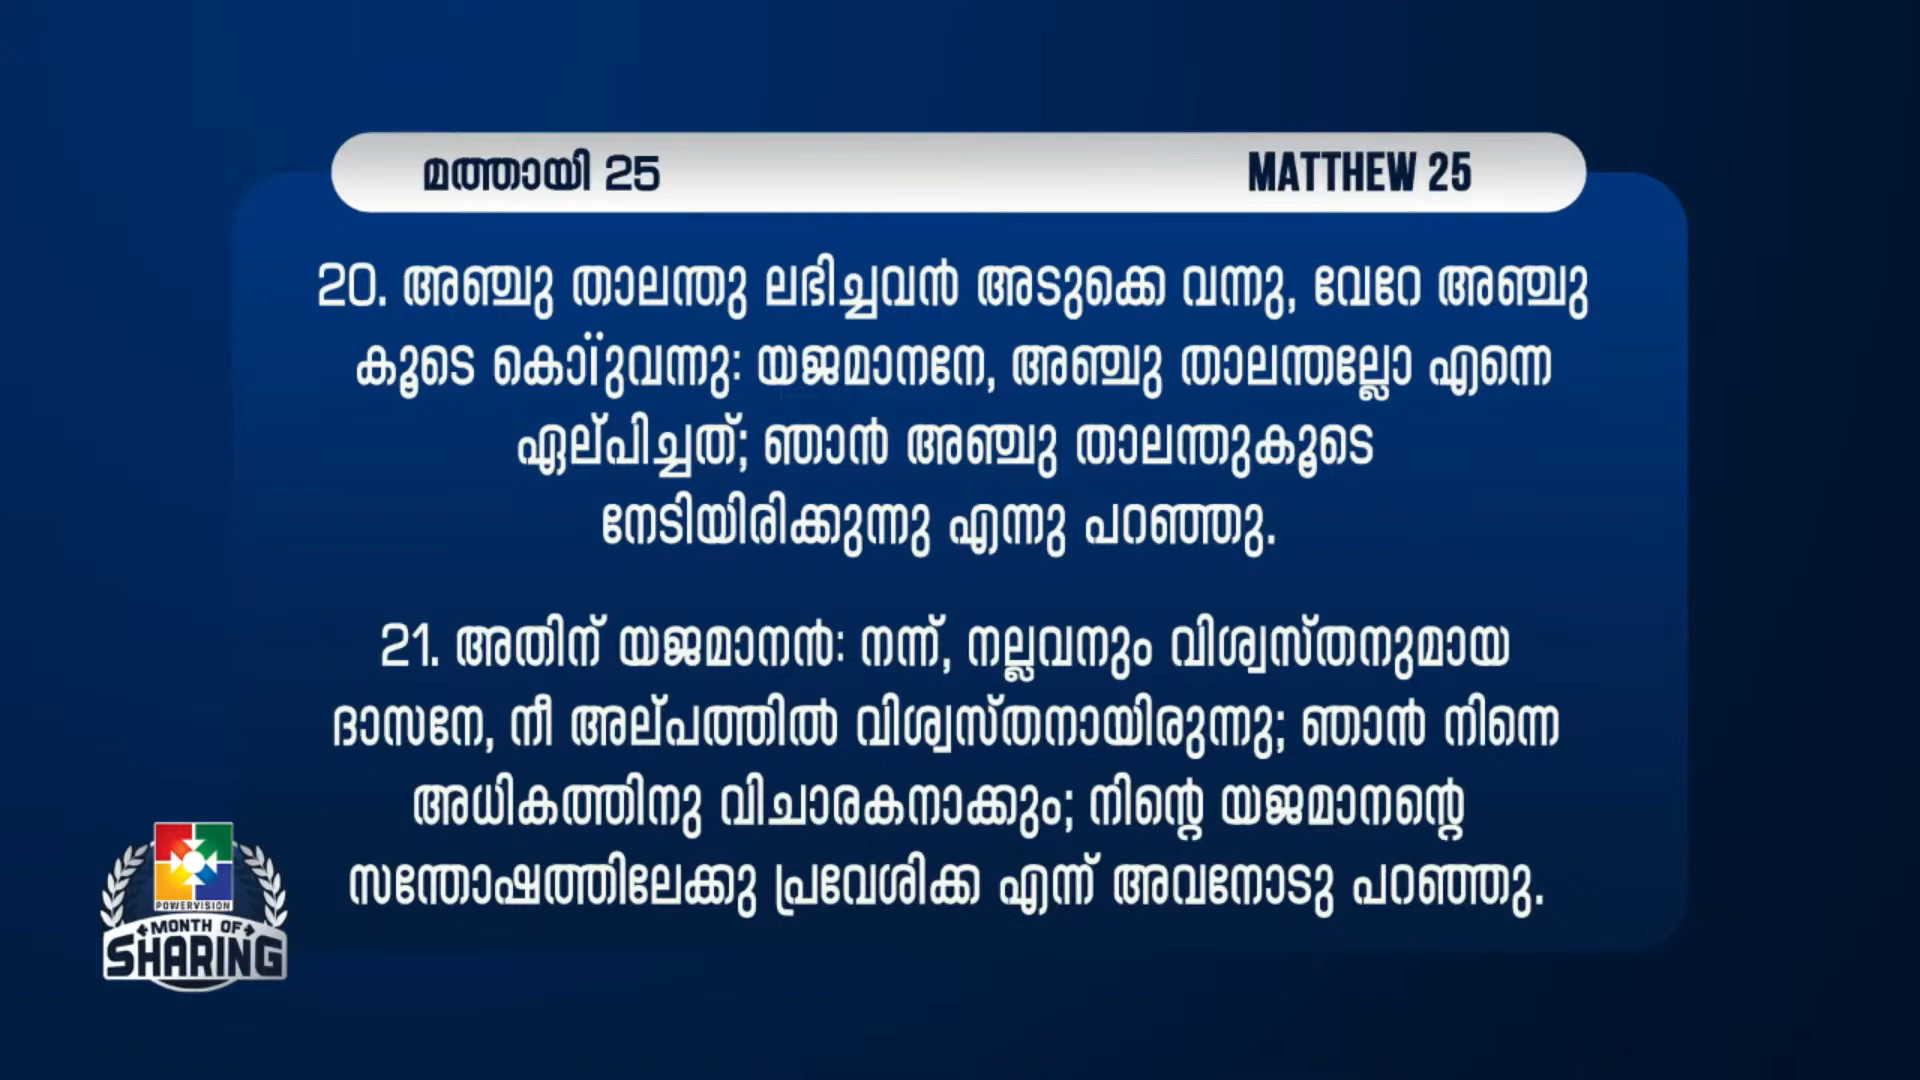 മത്തായി 25
MATTHEW 25
20. അഞ്ചു താലന്തു ലഭിച്ചവൻ അടുക്കെ വന്നു, വേറേ അഞ്ചു
കൂടെ കൊїുവന്നു: യജമാനനേ, അഞ്ചു താലന്തല്ലോ എന്നെ
ഏല്പിച്ചത്; ഞാൻ അഞ്ചു താലന്തുകൂടെ
നേടിയിരിക്കുന്നു എന്നു പറഞ്ഞു.
21. അതിന് യജമാനൻ: നന്ന്, നല്ലവനും വിശ്വസ്തനുമായ
ദാസനേ, നീ അല്പത്തിൽ വിശ്വസ്തനായിരുന്നു; ഞാൻ നിന്നെ
അധികത്തിനു വിചാരകനാക്കും; നിന്റെ യജമാനന്റെ
സന്തോഷത്തിലേക്കു പ്രവേശിക്ക എന്ന് അവനോടു പറഞ്ഞു.
POWERVISION
MONTH OF
SHARING